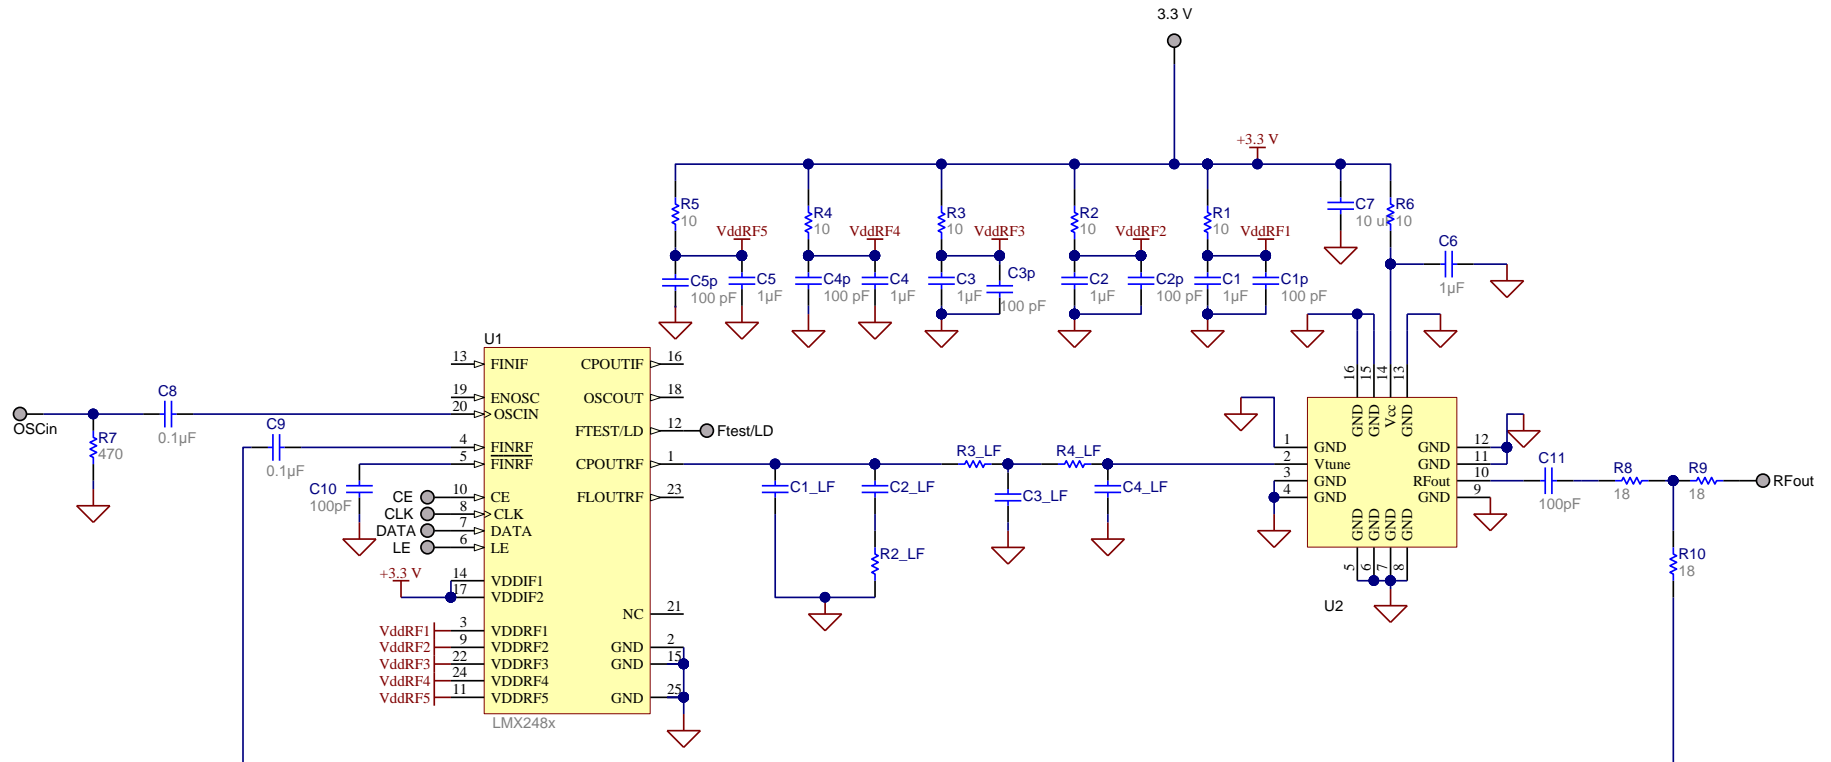 3.3 V
+3.3 V
R5
10
R4
10
R3
10
R2
10
R1
10
C7
10 u
R6
10
VddRF5
VddRF4
VddRF3
VddRF2
VddRF1
C6
1µF
C5p
100 pF
C5
1µF
C4p
100 pF
C4
1µF
C3
1µF
C3p
100 pF
C2
1µF
C2p
100 pF
C1
1µF
C1p
100 pF
U1
13 FINIF
19 ENOSC
20 OSCIN
4 FINRF
5 FINRF
10 CE
8 CLK
7 DATA
6 LE
14 VDDIF1
17 VDDIF2
3 VDDRF1
9 VDDRF2
22 VDDRF3
24 VDDRF4
11 VDDRF5
CPOUTIF 16
OSCOUT 18
FTEST/LD 12
CPOUTRF 1
FLOUTRF 23
NC 21
GND 2
GND 15
GND 25
LMX248x
OSCin
R7
470
C8
0.1µF
C9
0.1µF
C10
100pF
CE
CLK
DATA
LE
+3.3 V
VddRF1
VddRF2
VddRF3
VddRF4
VddRF5
Ftest/LD
C1_LF
C2_LF
R2_LF
R3_LF
C3_LF
R4_LF
C4_LF
16 15 14 13
GND GND Vcc GND
1 GND
2 Vtune
3 GND
4 GND
GND 12
GND 11
RFout 10
GND 9
GND GND GND GND
5 6 7 8
U2
C11
100pF
R8
18
R9
18
RFout
R10
18